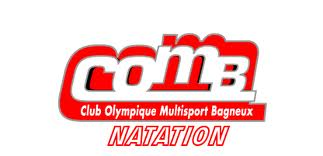 COMB
Club Olympique Multisport Bagneux
NATATION